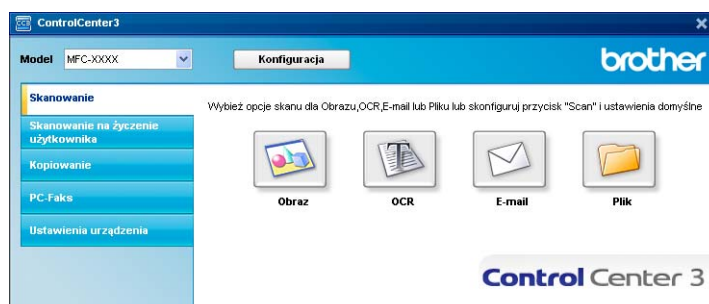 ControlCenter3
Model MFC-XXXX Konfiguracja brother
Skanowanie
Wybież opcje skanu dla Obrazu,OCR,E-mail lub Pliku lub skonfiguruj przycisk "Scan" i ustawienia domyślne
Skanowanie na życzenie
użytkownika
Kopiowanie
PC-Faks
Ustawienia urządzenia
Obraz OCR E-mail Plik
Control Center 3